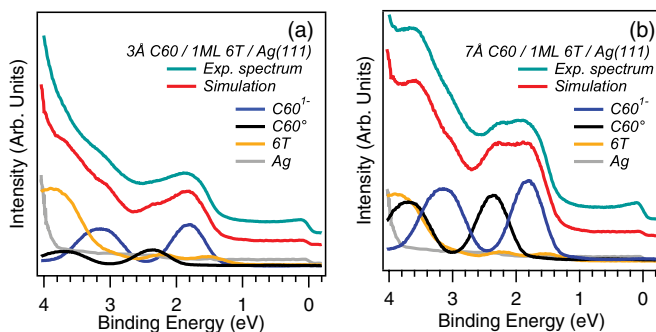 (a)
3Å C60 / 1ML 6T / Ag(111)
Exp. spectrum
Simulation
C60¹⁻
C60°
6T
Ag
Intensity (Arb. Units)
4 3 2 1 0
Binding Energy (eV)
(b)
7Å C60 / 1ML 6T / Ag(111)
Exp. spectrum
Simulation
C60¹⁻
C60°
6T
Ag
Intensity (Arb. Units)
4 3 2 1 0
Binding Energy (eV)